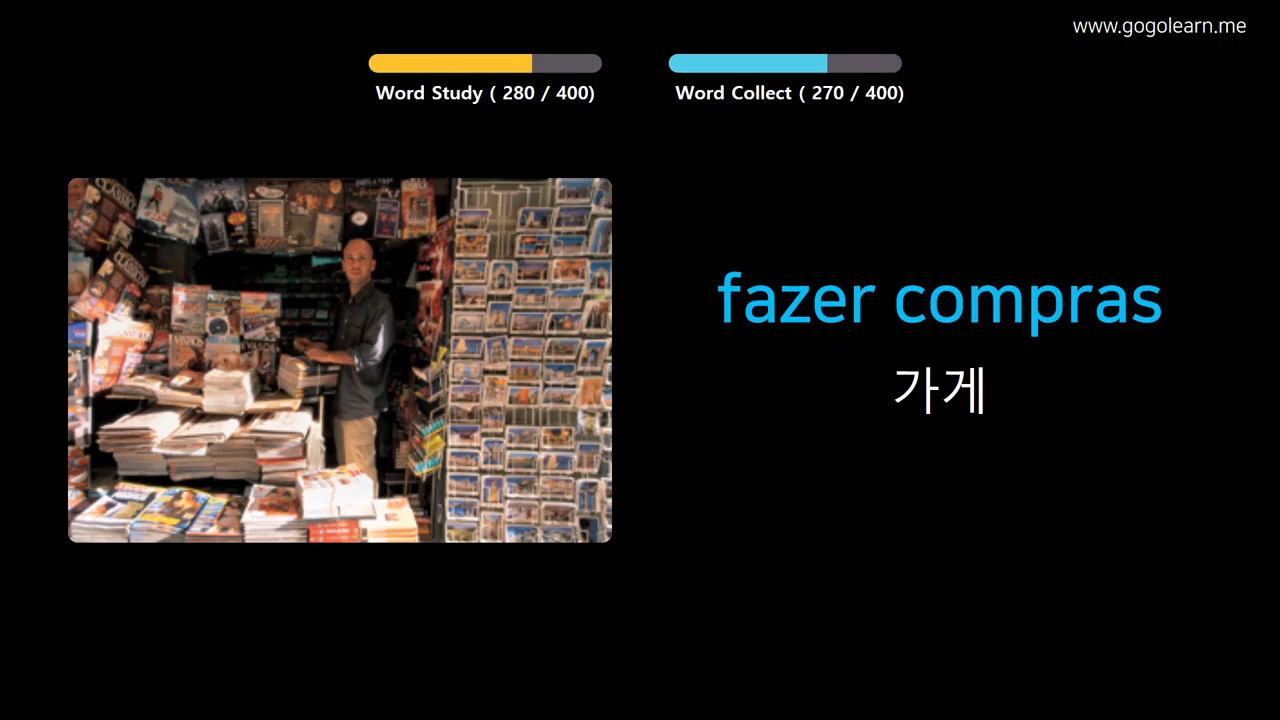 www.gogolearn.me
Word Study ( 280 / 400)
Word Collect ( 270 / 400)
fazer compras
가게